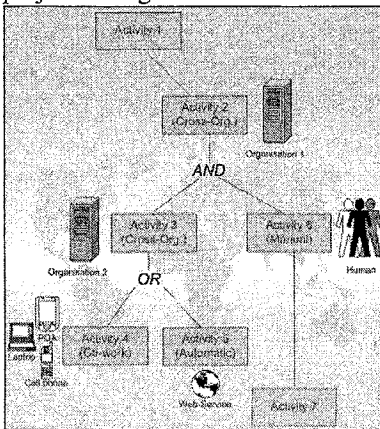 Activity 1
Activity 2
(Cross-Org.)
Organisation 1
AND
Activity 3
(Cross-Org.)
Activity 6
(Manual)
Organisation 2
Human
OR
PDA
Laptop
Cell phone
Activity 4
(Co-work)
Activity 5
(Automatic)
Web-Service
Activity 7